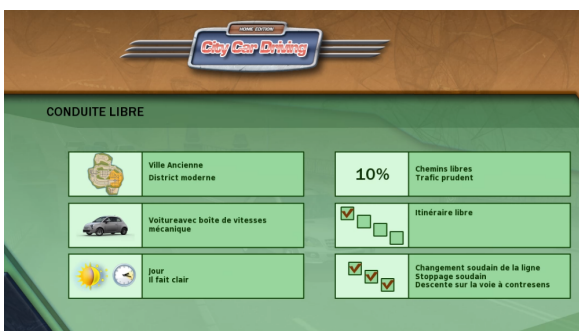 HOME EDITION
City Car Driving
CONDUITE LIBRE
Ville Ancienne
District moderne
Voitureavec boîte de vitesses
mécanique
Jour
Il fait clair
10%
Chemins libres
Trafic prudent
Itinéraire libre
Changement soudain de la ligne
Stoppage soudain
Descente sur la voie à contresens